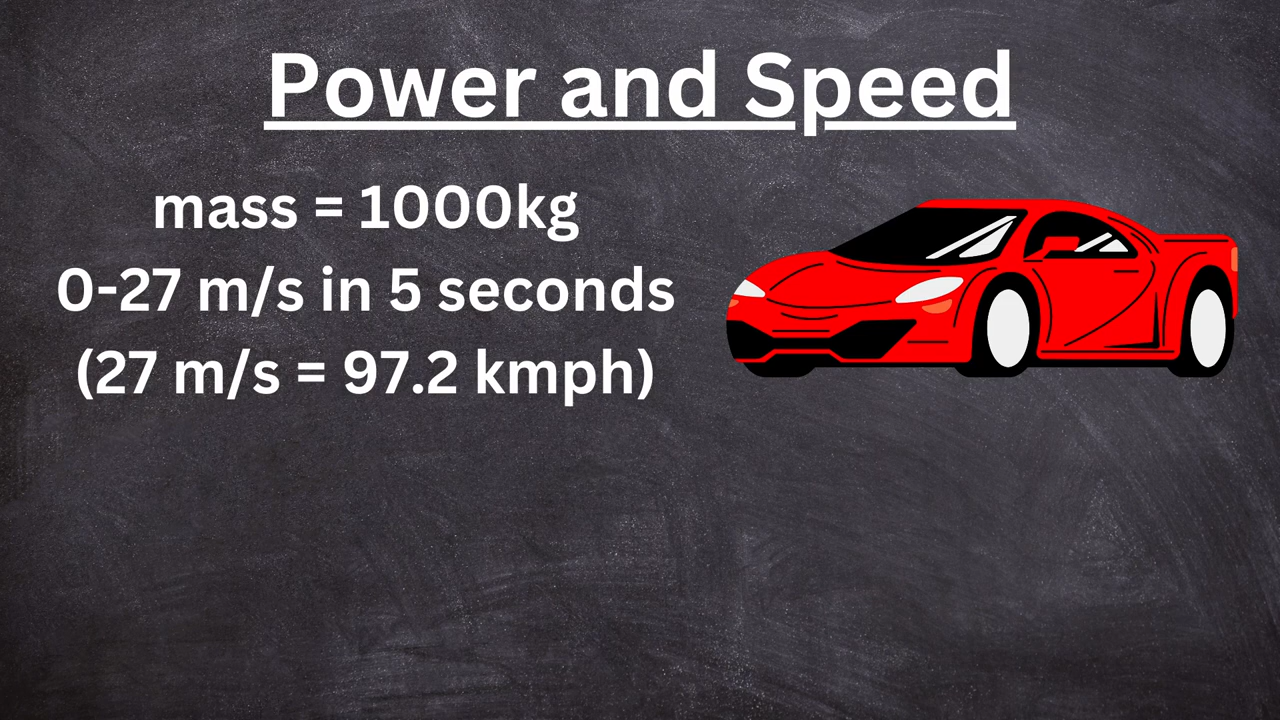 Power and Speed
mass = 1000kg
0-27 m/s in 5 seconds
(27 m/s = 97.2 kmph)